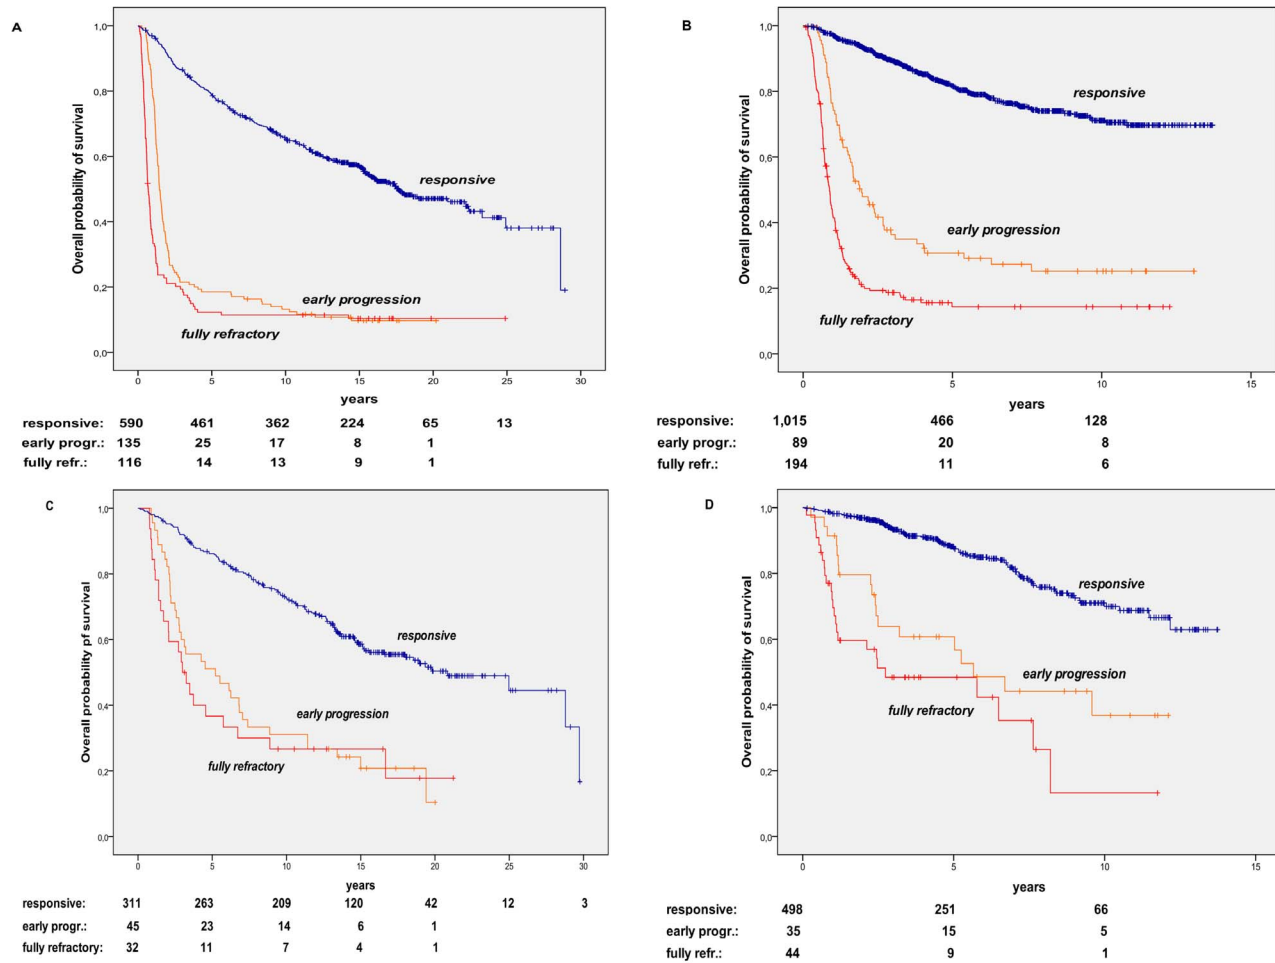 A
Overall probability of survival
1,0
0,8
0,6
0,4
0,2
0,0
responsive
early progression
fully refractory
0 5 10 15 20 25 30
years
responsive: 590 461 362 224 65 13
early progr.: 135 25 17 8 1
fully refr.: 116 14 13 9 1
B
Overall probability of survival
1,0
0,8
0,6
0,4
0,2
0,0
responsive
early progression
fully refractory
0 5 10 15
years
responsive: 1,015 466 128
early progr.: 89 20 8
fully refr.: 194 11 6
C
Overall probability pf survival
1,0
0,8
0,6
0,4
0,2
0,0
responsive
early progression
fully refractory
0 5 10 15 20 25 30
years
responsive: 311 263 209 120 42 12 3
early progr.: 45 23 14 6 1
fully refractory: 32 11 7 4 1
D
Overall probability of survival
1,0
0,8
0,6
0,4
0,2
0,0
responsive
early progression
fully refractory
0 5 10 15
years
responsive: 498 251 66
early progr.: 35 15 5
fully refr.: 44 9 1